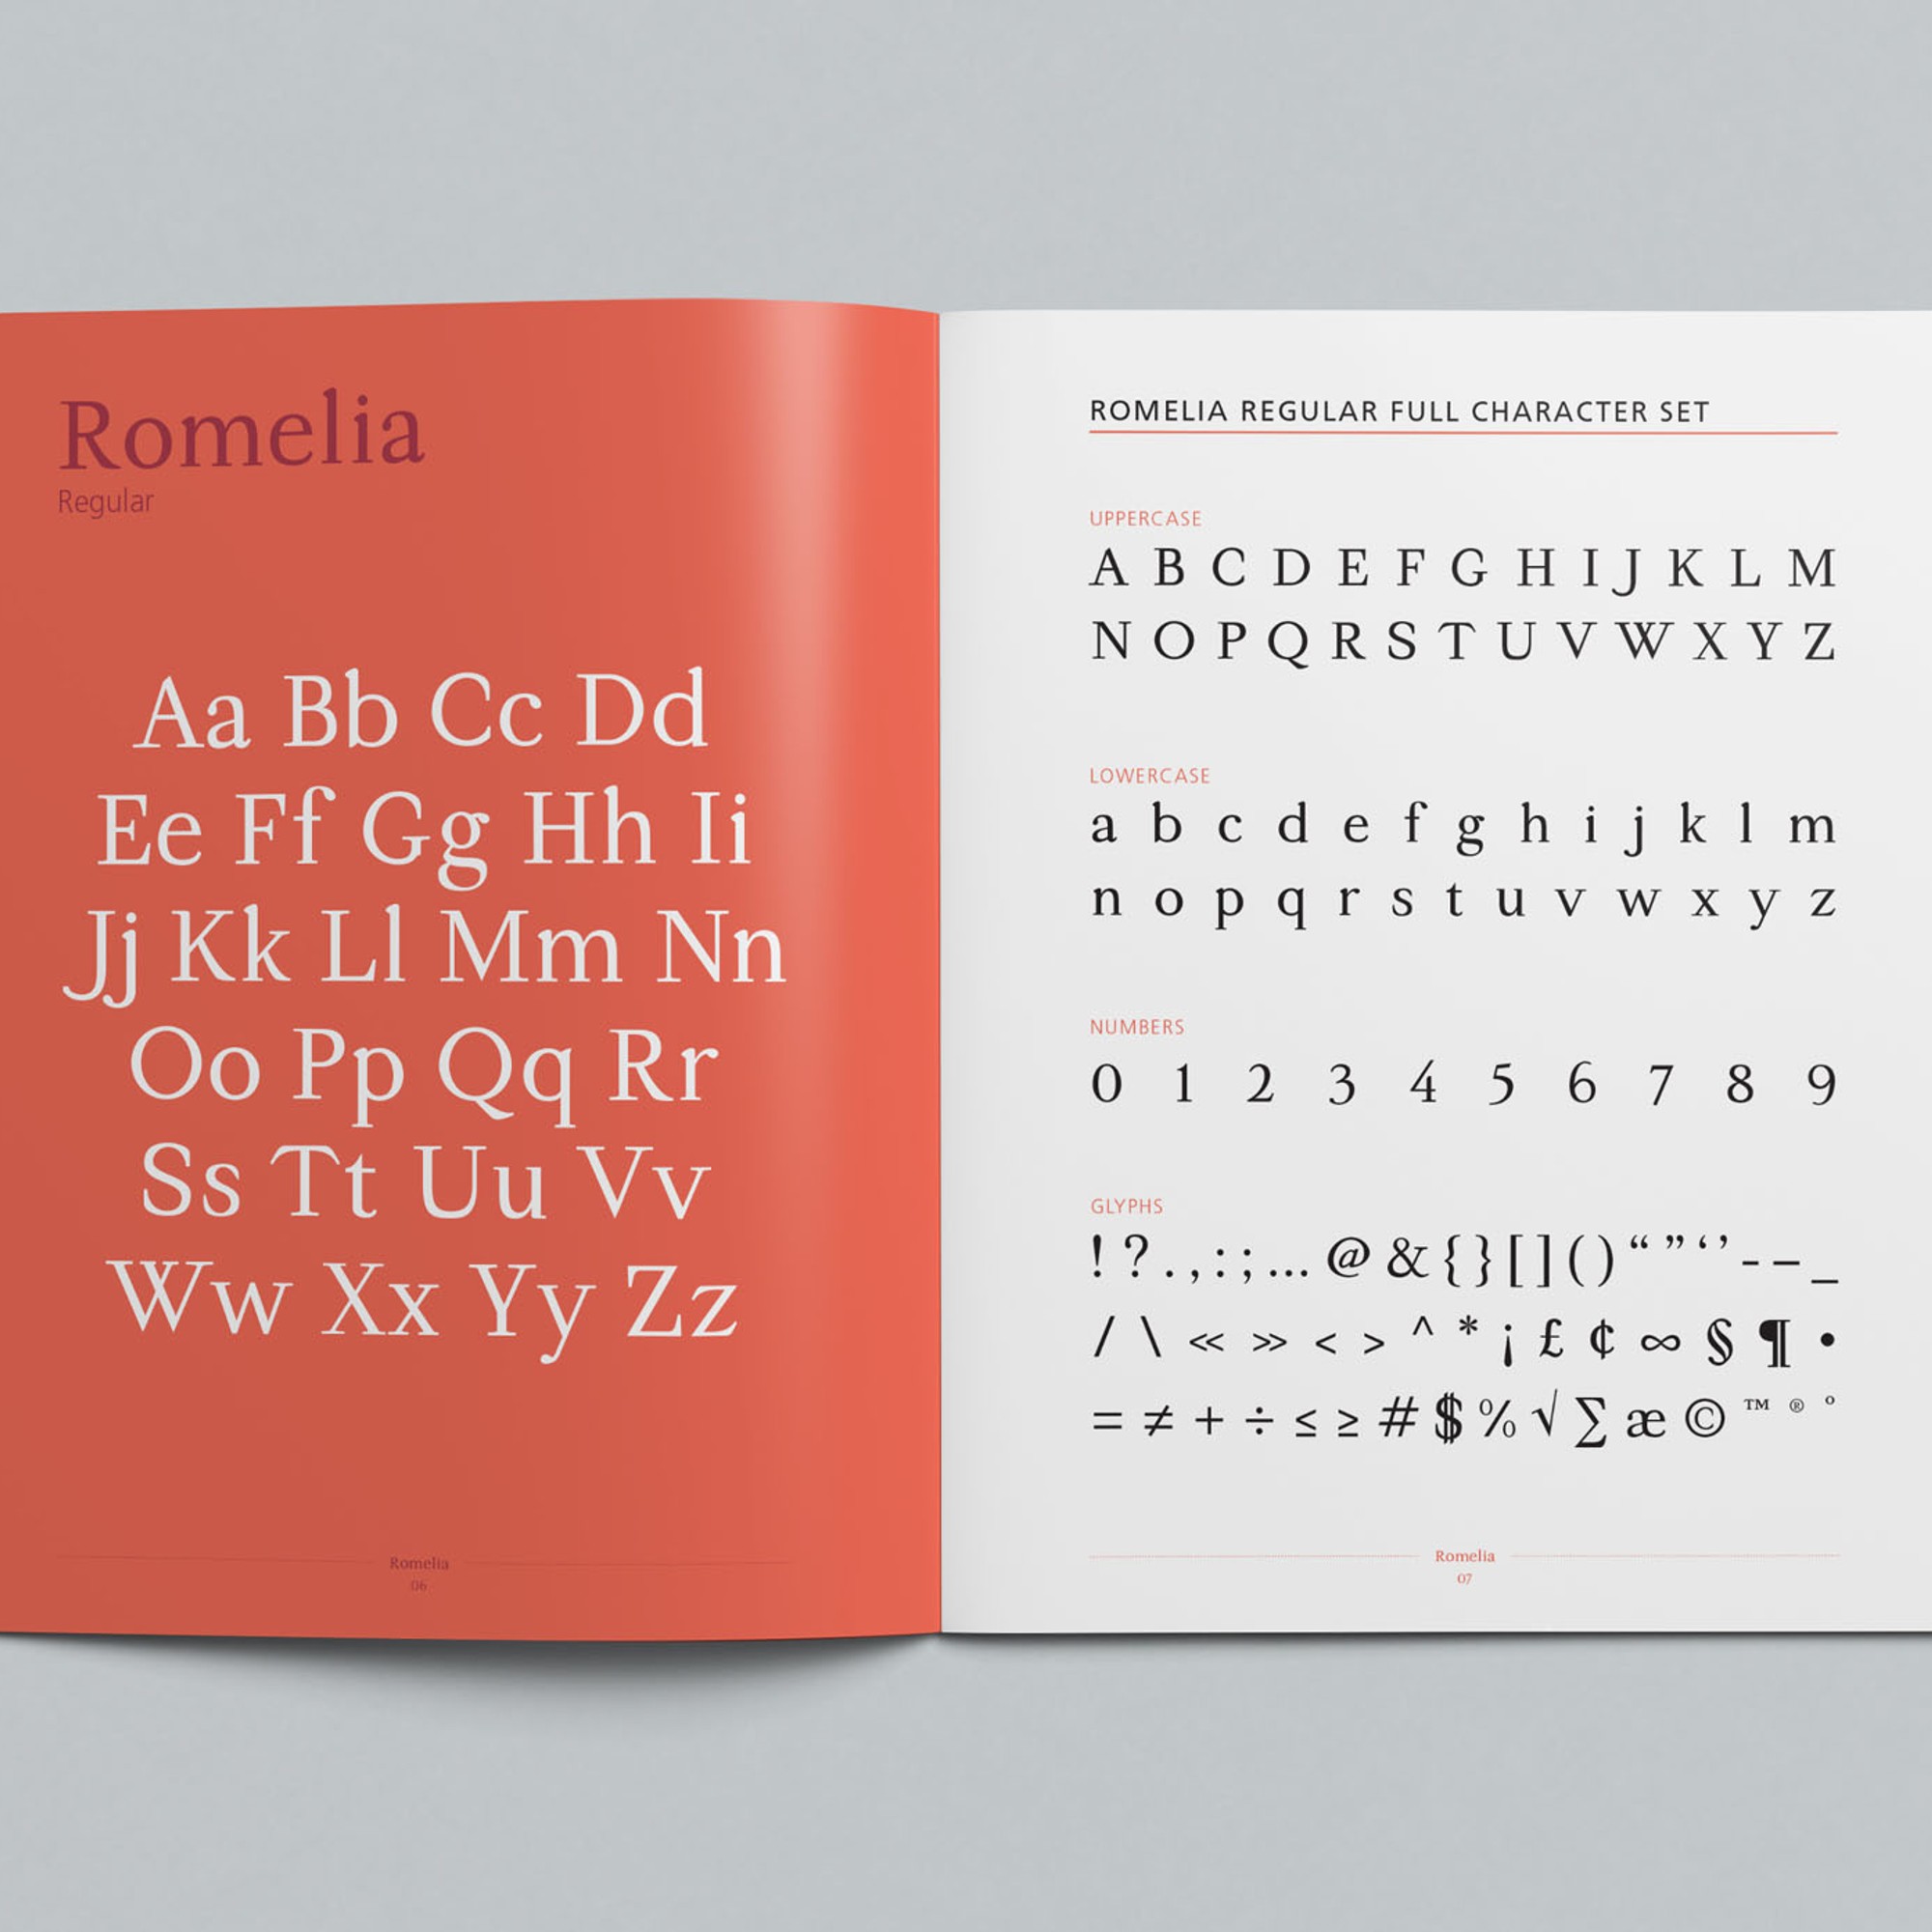 Romelia
Regular
Aa Bb Cc Dd
Ee Ff Gg Hh Ii
Jj Kk Ll Mm Nn
Oo Pp Qq Rr
Ss Tt Uu Vv
Ww Xx Yy Zz
Romelia
06
ROMELIA REGULAR FULL CHARACTER SET
UPPERCASE
A B C D E F G H I J K L M
N O P Q R S T U V W X Y Z
LOWERCASE
a b c d e f g h i j k l m
n o p q r s t u v w x y z
NUMBERS
0 1 2 3 4 5 6 7 8 9
GLYPHS
! ? . , : ; … @ & { } [ ] ( ) “ ” ‘ ’ - – _
/ \ « » < > ^ * ¡ £ ¢ ∞ § ¶ •
= ≠ + ÷ ≤ ≥ # $ % √ ∑ æ © ™ ® °
Romelia
07